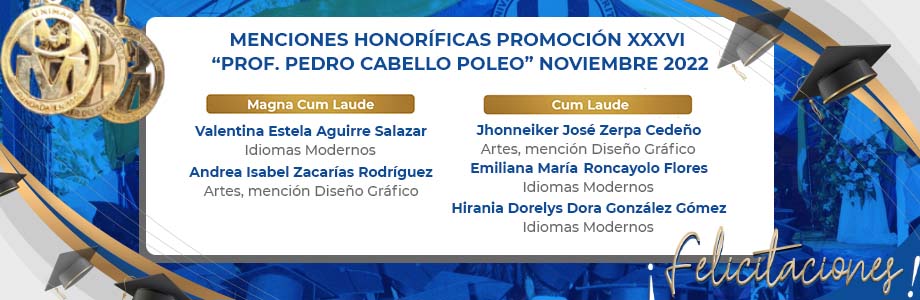 MENCIONES HONORÍFICAS PROMOCIÓN XXXVI
“PROF. PEDRO CABELLO POLEO” NOVIEMBRE 2022
Magna Cum Laude
Valentina Estela Aguirre Salazar
Idiomas Modernos
Andrea Isabel Zacarías Rodríguez
Artes, mención Diseño Gráfico
Cum Laude
Jhonneiker José Zerpa Cedeño
Artes, mención Diseño Gráfico
Emiliana María Roncayolo Flores
Idiomas Modernos
Hirania Dorelys Dora González Gómez
Idiomas Modernos
¡Felicitaciones!
UNIMAR